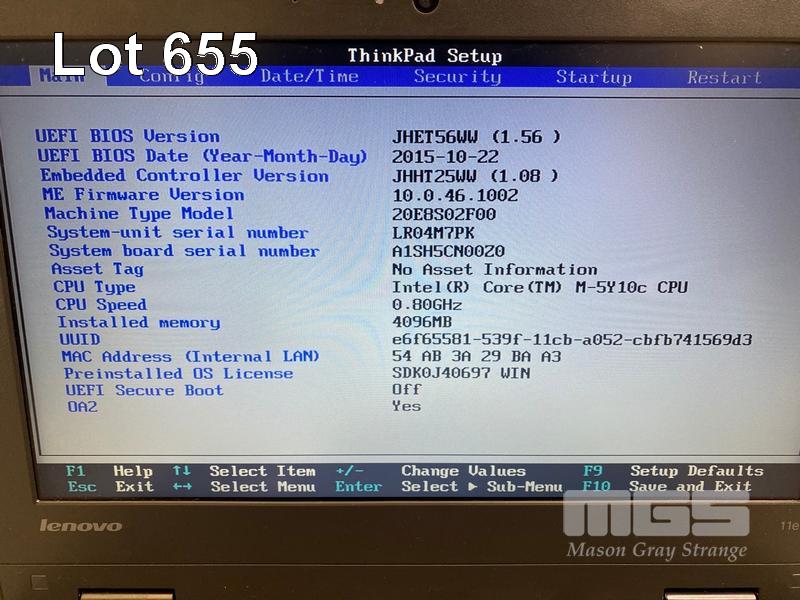 Lot 655
ThinkPad Setup
Main Config Date/Time Security Startup Restart
UEFI BIOS Version JHET56WW (1.56 )
UEFI BIOS Date (Year-Month-Day) 2015-10-22
Embedded Controller Version JHHT25WW (1.08 )
ME Firmware Version 10.0.46.1002
Machine Type Model 20E8S02F00
System-unit serial number LR04M7PK
System board serial number A1SH5CN00Z0
Asset Tag No Asset Information
CPU Type Intel(R) Core(TM) M-5Y10c CPU
CPU Speed 0.80GHz
Installed memory 4096MB
UUID e6f65581-539f-11cb-a052-cbfb741569d3
MAC Address (Internal LAN) 54 AB 3A 29 BA A3
Preinstalled OS License SDK0J40697 WIN
UEFI Secure Boot Off
OA2 Yes
F1 Help ↑↓ Select Item +/- Change Values F9 Setup Defaults
Esc Exit ←→ Select Menu Enter Select ▶ Sub-Menu F10 Save and Exit
lenovo 11e
MGS
Mason Gray Strange